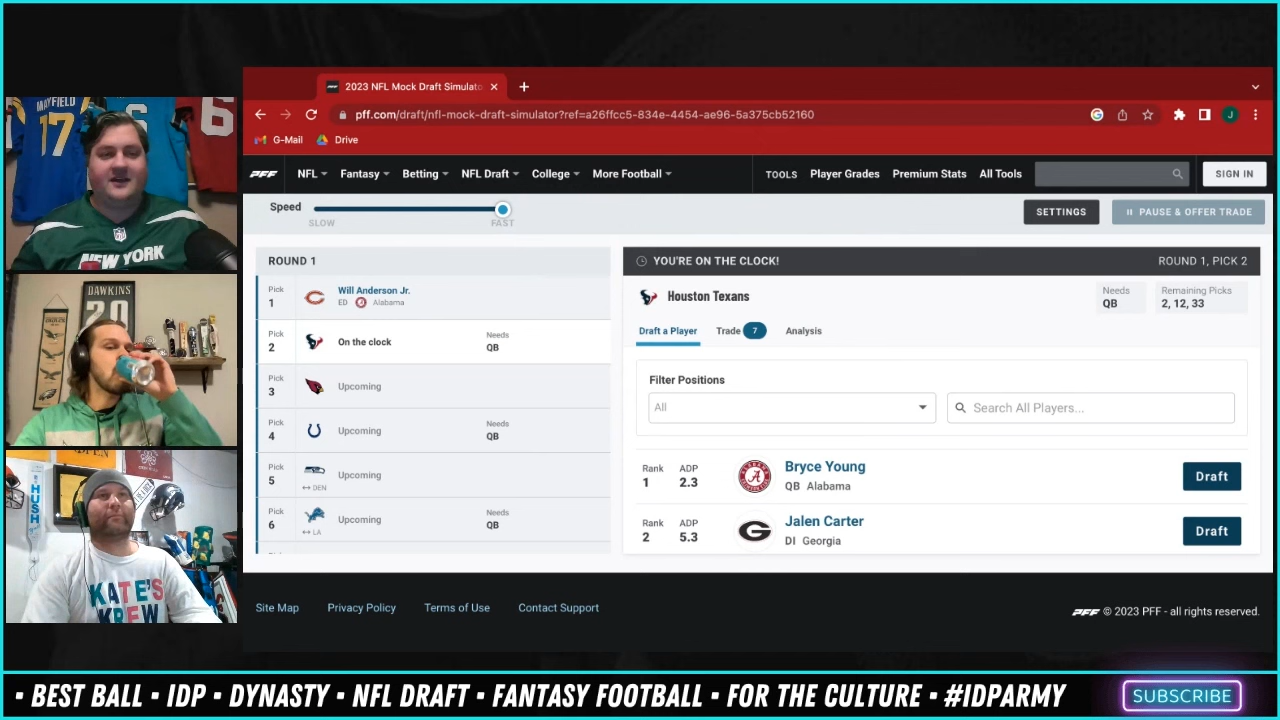 2023 NFL Mock Draft Simulato
pff.com/draft/nfl-mock-draft-simulator?ref=a26ffcc5-834e-4454-ae96-5a375cb52160
J
G-Mail Drive
PFF NFL Fantasy Betting NFL Draft College More Football TOOLS Player Grades Premium Stats All Tools SIGN IN
Speed
SLOW FAST
SETTINGS PAUSE & OFFER TRADE
ROUND 1
Pick 1 Will Anderson Jr.
ED Alabama
Pick 2 On the clock Needs QB
Pick 3 Upcoming
Pick 4 Upcoming Needs QB
Pick 5 Upcoming
↔ DEN
Pick 6 Upcoming Needs QB
↔ LA
YOU'RE ON THE CLOCK! ROUND 1, PICK 2
Houston Texans
Needs QB
Remaining Picks 2, 12, 33
Draft a Player Trade 7 Analysis
Filter Positions
All
Search All Players...
Rank 1 ADP 2.3 Bryce Young
QB Alabama
Draft
Rank 2 ADP 5.3 Jalen Carter
DI Georgia
Draft
Site Map Privacy Policy Terms of Use Contact Support
PFF © 2023 PFF - all rights reserved.
MAYFIELD
17
6
6
NEW YORK
DAWKINS
20
HUSH
KATE'S
KREW
• BEST BALL • IDP • DYNASTY • NFL DRAFT • FANTASY FOOTBALL • FOR THE CULTURE • #IDPARMY
SUBSCRIBE